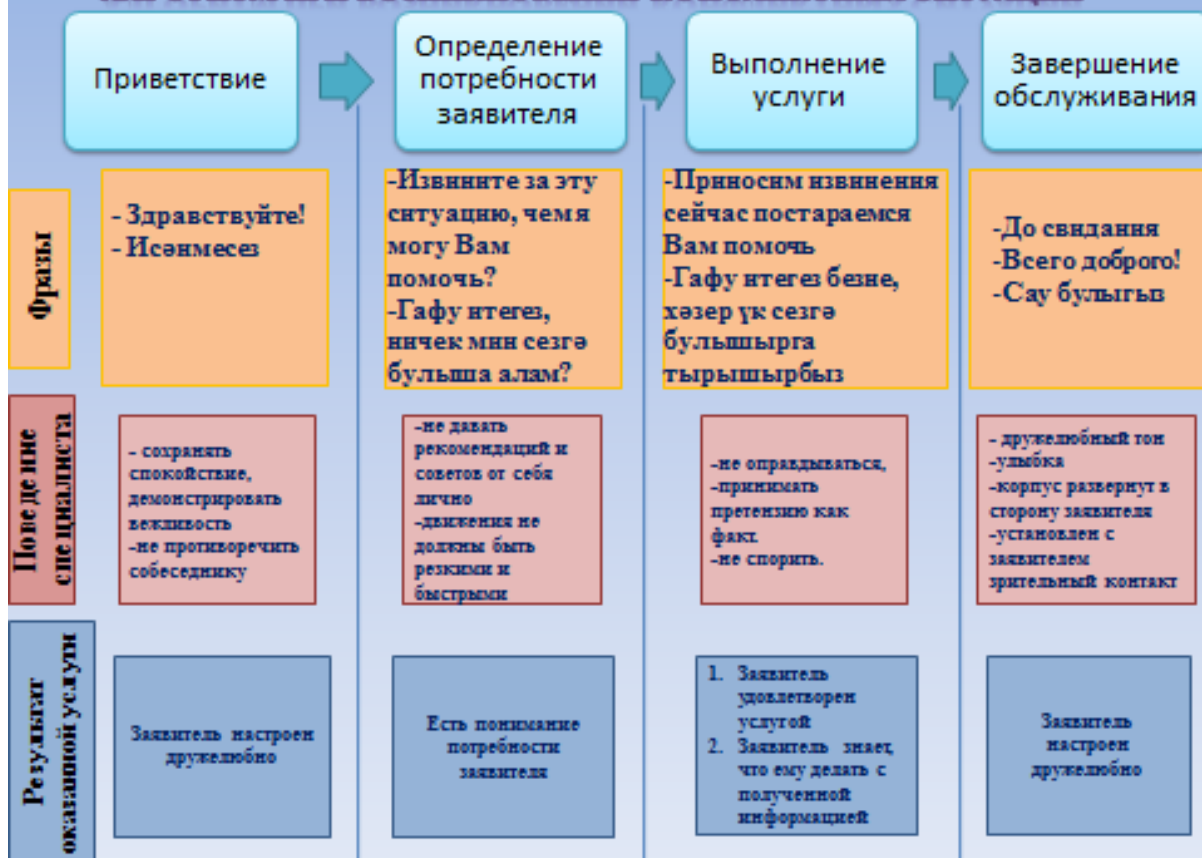 Приветствие
Определение
потребности
заявителя
Выполнение
услуги
Завершение
обслуживания
Фразы
- Здравствуйте!
- Исәнмесез
-Извините за эту
ситуацию, чем я
могу Вам
помочь?
-Гафу итегез,
ничек мин сезгә
булыша алам?
-Приносим извинения
сейчас постараемся
Вам помочь
-Гафу итегез безне,
хәзер үк сезгә
булышырга
тырышырбыз
-До свидания
-Всего доброго!
-Сау булыгыз
Поведение
специалиста
- сохранять
спокойствие,
демонстрировать
вежливость
-не противоречить
собеседнику
-не давать
рекомендаций и
советов от себя
лично
-движения не
должны быть
резкими и
быстрыми
-не оправдываться,
-принимать
претензию как
факт.
-не спорить.
- дружелюбный тон
-улыбка
-корпус развернут в
сторону заявителя
-установлен с
заявителем
зрительный контакт
Результат
оказанной услуги
Заявитель настроен
дружелюбно
Есть понимание
потребности
заявителя
1. Заявитель
удовлетворен
услугой
2. Заявитель знает,
что ему делать с
полученной
информацией
Заявитель
настроен
дружелюбно